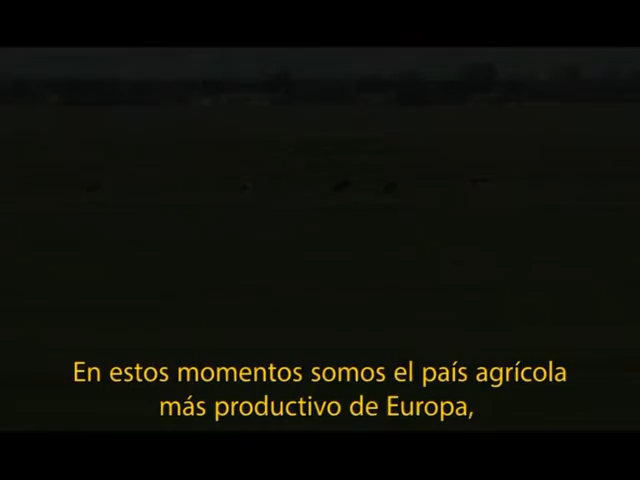 En estos momentos somos el país agrícola
más productivo de Europa,